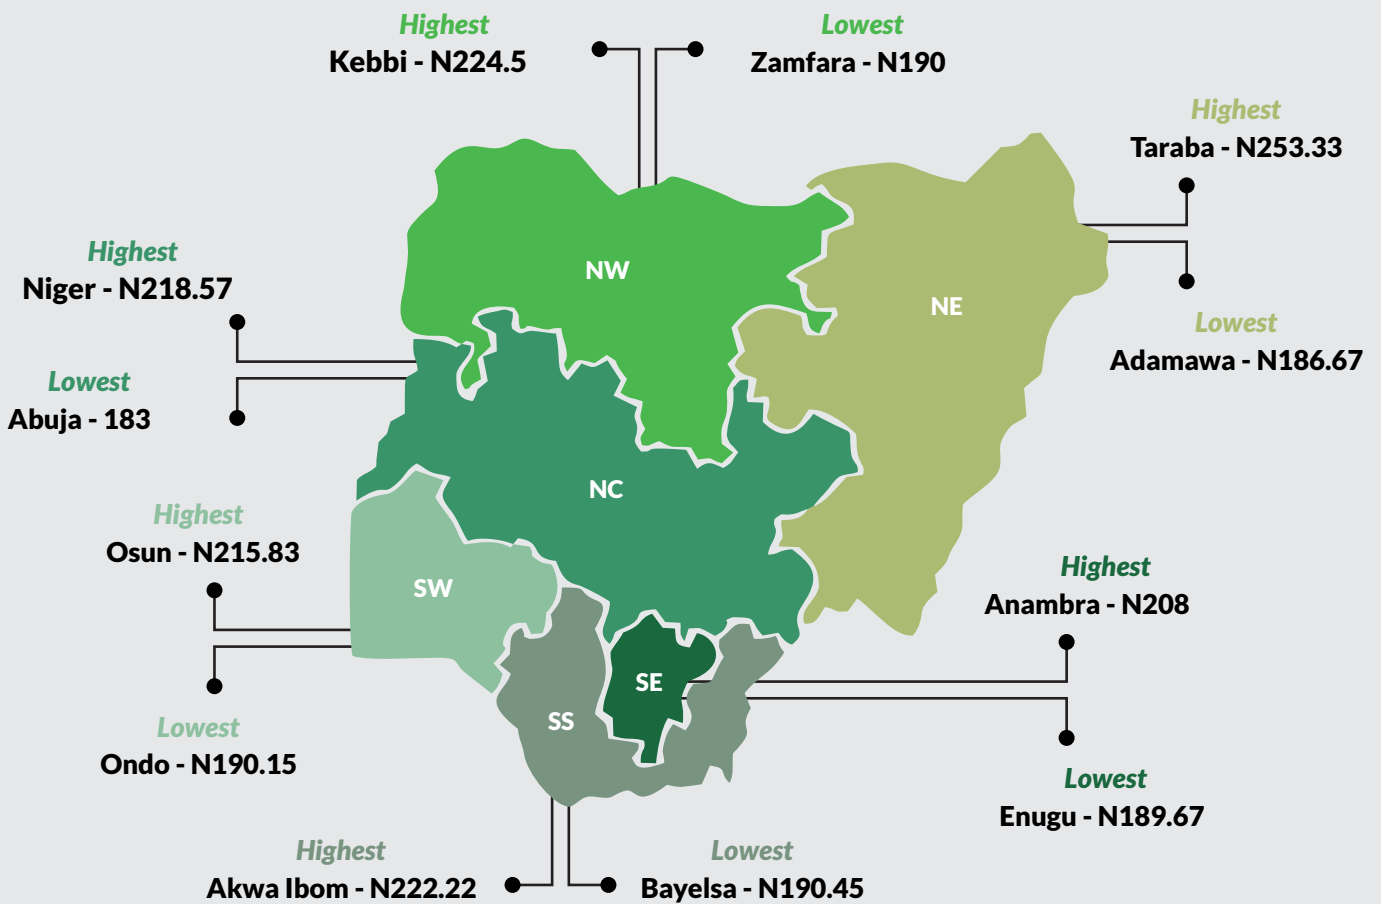 Highest
Kebbi - N224.5
Lowest
Zamfara - N190
Highest
Taraba - N253.33
Lowest
Adamawa - N186.67
Highest
Niger - N218.57
Lowest
Abuja - 183
NW
NE
NC
SW
SS
SE
Highest
Osun - N215.83
Lowest
Ondo - N190.15
Highest
Anambra - N208
Lowest
Enugu - N189.67
Highest
Akwa Ibom - N222.22
Lowest
Bayelsa - N190.45